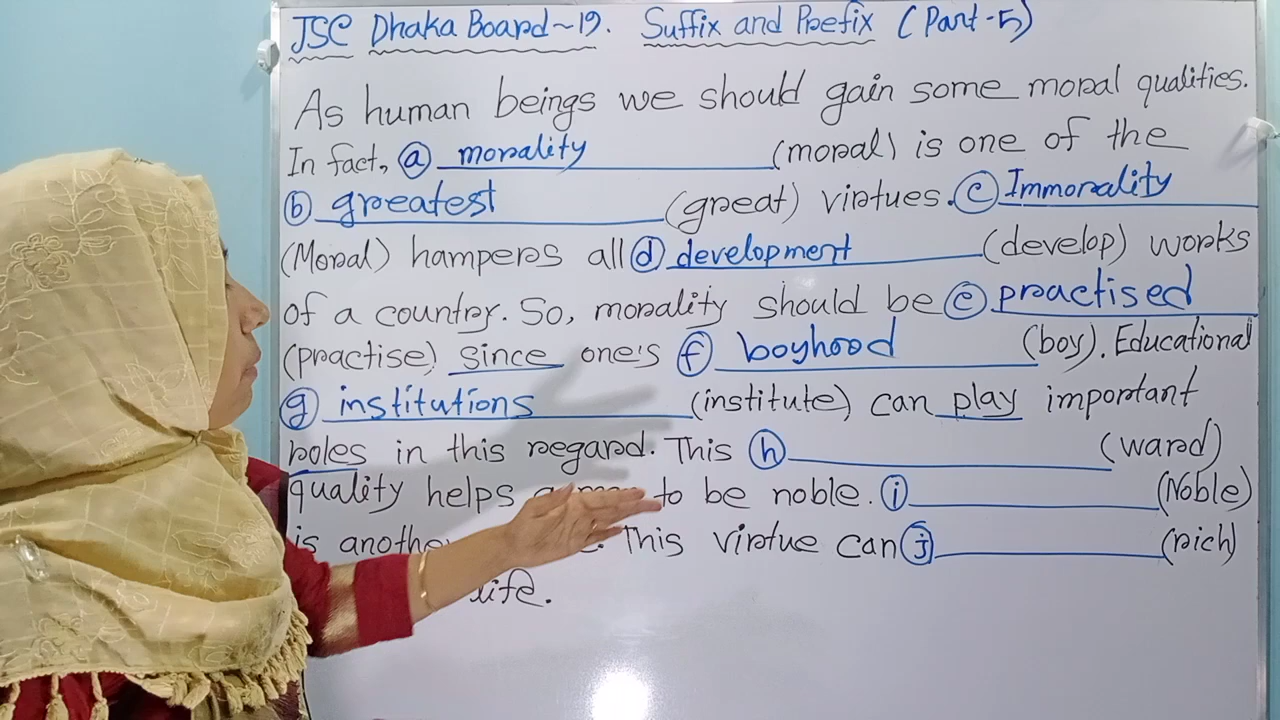 JSC Dhaka Board~19. Suffix and Prefix (Part-5)
As human beings we should gain some moral qualities.
In fact, ⓐ morality (moral) is one of the
ⓑ greatest (great) virtues. ⓒ Immorality
(Moral) hampers all ⓓ development (develop) works
of a country. So, morality should be ⓔ practised
(practise) since one's ⓕ boyhood (boy). Educational
ⓖ institutions (institute) can play important
roles in this regard. This ⓗ (ward)
quality helps to be noble. ⓘ (Noble)
is This virtue can ⓙ (rich)
life.